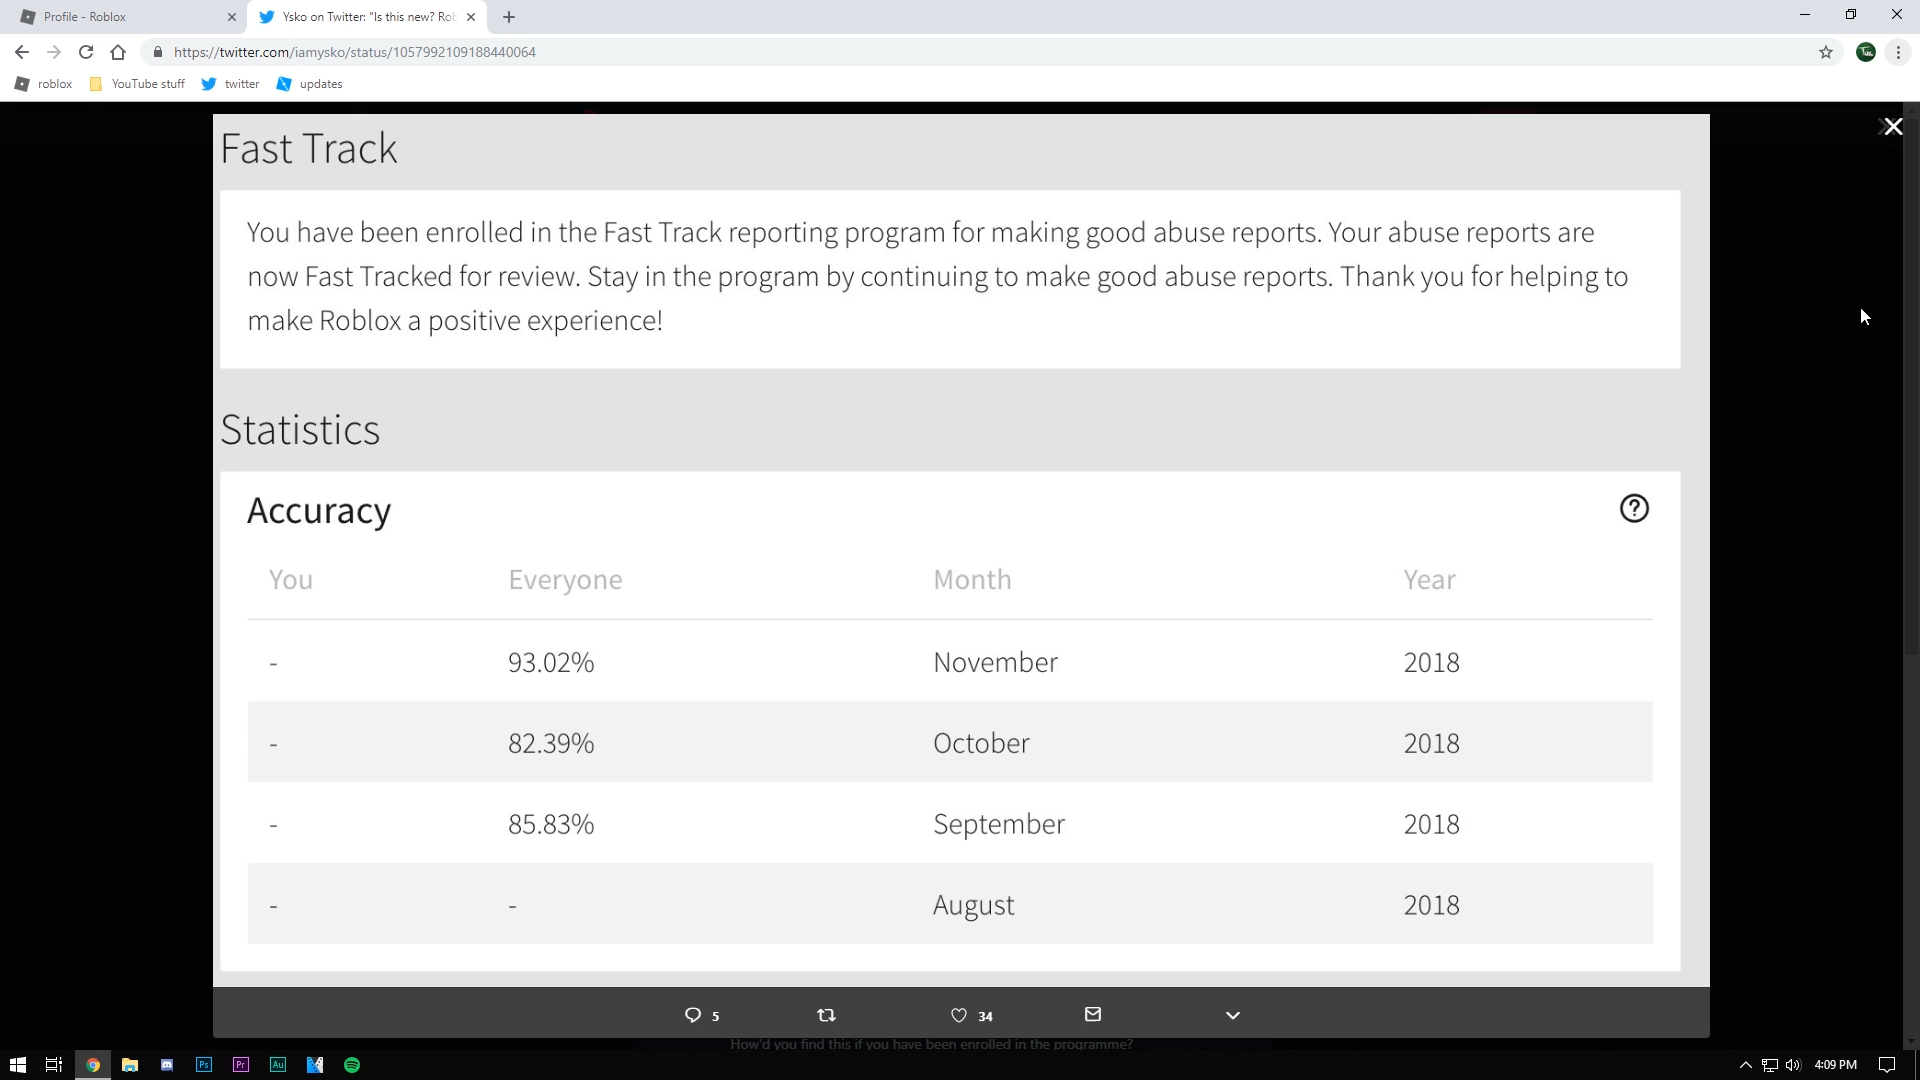 Profile - Roblox
Ysko on Twitter: "Is this new? Rob
https://twitter.com/iamysko/status/1057992109188440064
roblox YouTube stuff twitter updates
Fast Track
You have been enrolled in the Fast Track reporting program for making good abuse reports. Your abuse reports are
now Fast Tracked for review. Stay in the program by continuing to make good abuse reports. Thank you for helping to
make Roblox a positive experience!
Statistics
Accuracy
?
You Everyone Month Year
- 93.02% November 2018
- 82.39% October 2018
- 85.83% September 2018
- - August 2018
5 34
How'd you find this if you have been enrolled in the programme?
Ps Pr Au 4:09 PM